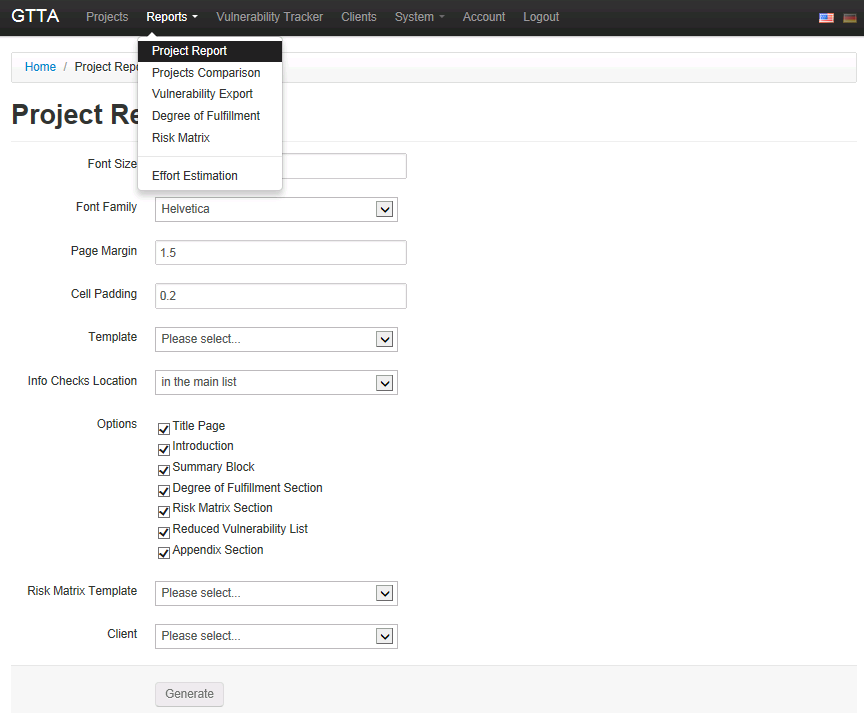 GTTA Projects Reports Vulnerability Tracker Clients System Account Logout
Project Report
Projects Comparison
Vulnerability Export
Degree of Fulfillment
Risk Matrix
Effort Estimation
Home / Project Repo
Project Re
Font Size
Font Family Helvetica
Page Margin 1.5
Cell Padding 0.2
Template Please select...
Info Checks Location in the main list
Options
Title Page
Introduction
Summary Block
Degree of Fulfillment Section
Risk Matrix Section
Reduced Vulnerability List
Appendix Section
Risk Matrix Template Please select...
Client Please select...
Generate